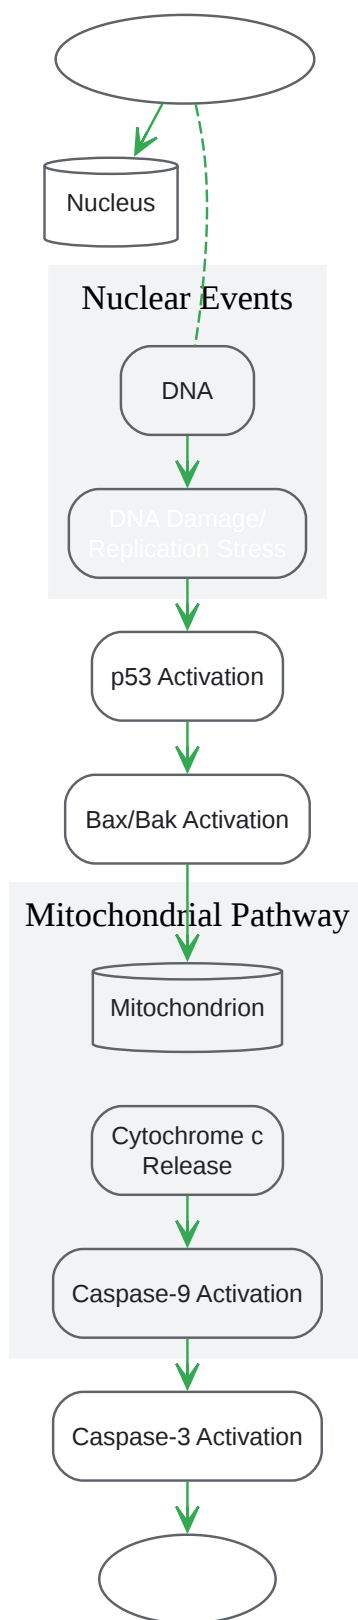 Nucleus
Nuclear Events
DNA
DNA Damage/
Replication Stress
p53 Activation
Bax/Bak Activation
Mitochondrial Pathway
Mitochondrion
Cytochrome c
Release
Caspase-9 Activation
Caspase-3 Activation